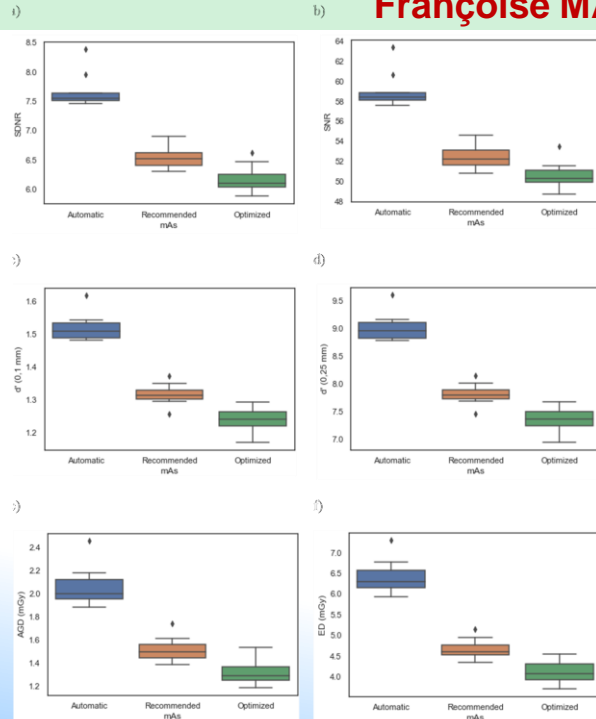 a)
b)
Françoise MA
8.5
8.0
7.5
7.0
6.5
6.0
SDNR
Automatic Recommended Optimized
mAs
64
62
60
58
56
54
52
50
48
SNR
Automatic Recommended Optimized
mAs
c)
d)
1.6
1.5
1.4
1.3
1.2
d' (0,1 mm)
Automatic Recommended Optimized
mAs
9.5
9.0
8.5
8.0
7.5
7.0
d' (0,25 mm)
Automatic Recommended Optimized
mAs
e)
f)
2.4
2.2
2.0
1.8
1.6
1.4
1.2
AGD (mGy)
Automatic Recommended Optimized
mAs
7.0
6.5
6.0
5.5
5.0
4.5
4.0
ED (mGy)
Automatic Recommended Optimized
mAs